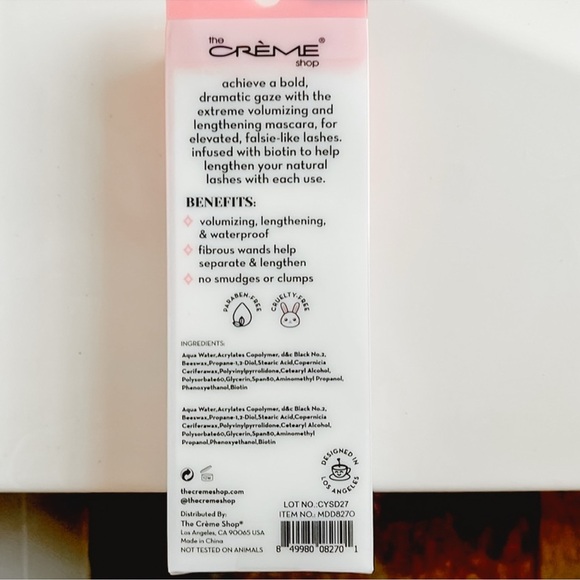 the
CRÈME®
shop
achieve a bold,
dramatic gaze with the
extreme volumizing and
lengthening mascara, for
elevated, falsie-like lashes.
infused with biotin to help
lengthen your natural
lashes with each use.
BENEFITS:
volumizing, lengthening,
& waterproof
fibrous wands help
separate & lengthen
no smudges or clumps
PARABEN-FREE
CRUELTY-FREE
INGREDIENTS:
Aqua Water,Acrylates Copolymer, d&c Black No.2,
Beeswax,Propane-1,2-Diol,Stearic Acid,Copernicia
Ceriferawax,Polyvinylpyrrolidone,Cetearyl Alcohol,
Polysorbate60,Glycerin,Span80,Aminomethyl Propanol,
Phenoxyethanol,Biotin
Aqua Water,Acrylates Copolymer, d&c Black No.2,
Beeswax,Propane-1,2-Diol,Stearic Acid,Copernicia
Ceriferawax,Polyvinylpyrrolidone,Cetearyl Alcohol,
Polysorbate60,Glycerin,Span80,Aminomethyl
Propanol,Phenoxyethanol,Biotin
DESIGNED IN
LOS ANGELES
thecremeshop.com
@thecremeshop
Distributed By:
The Crème Shop®
Los Angeles, CA 90065 USA
Made in China
NOT TESTED ON ANIMALS
LOT NO.:CYSD27
ITEM NO.: MDD8270
8 49980 08270 1